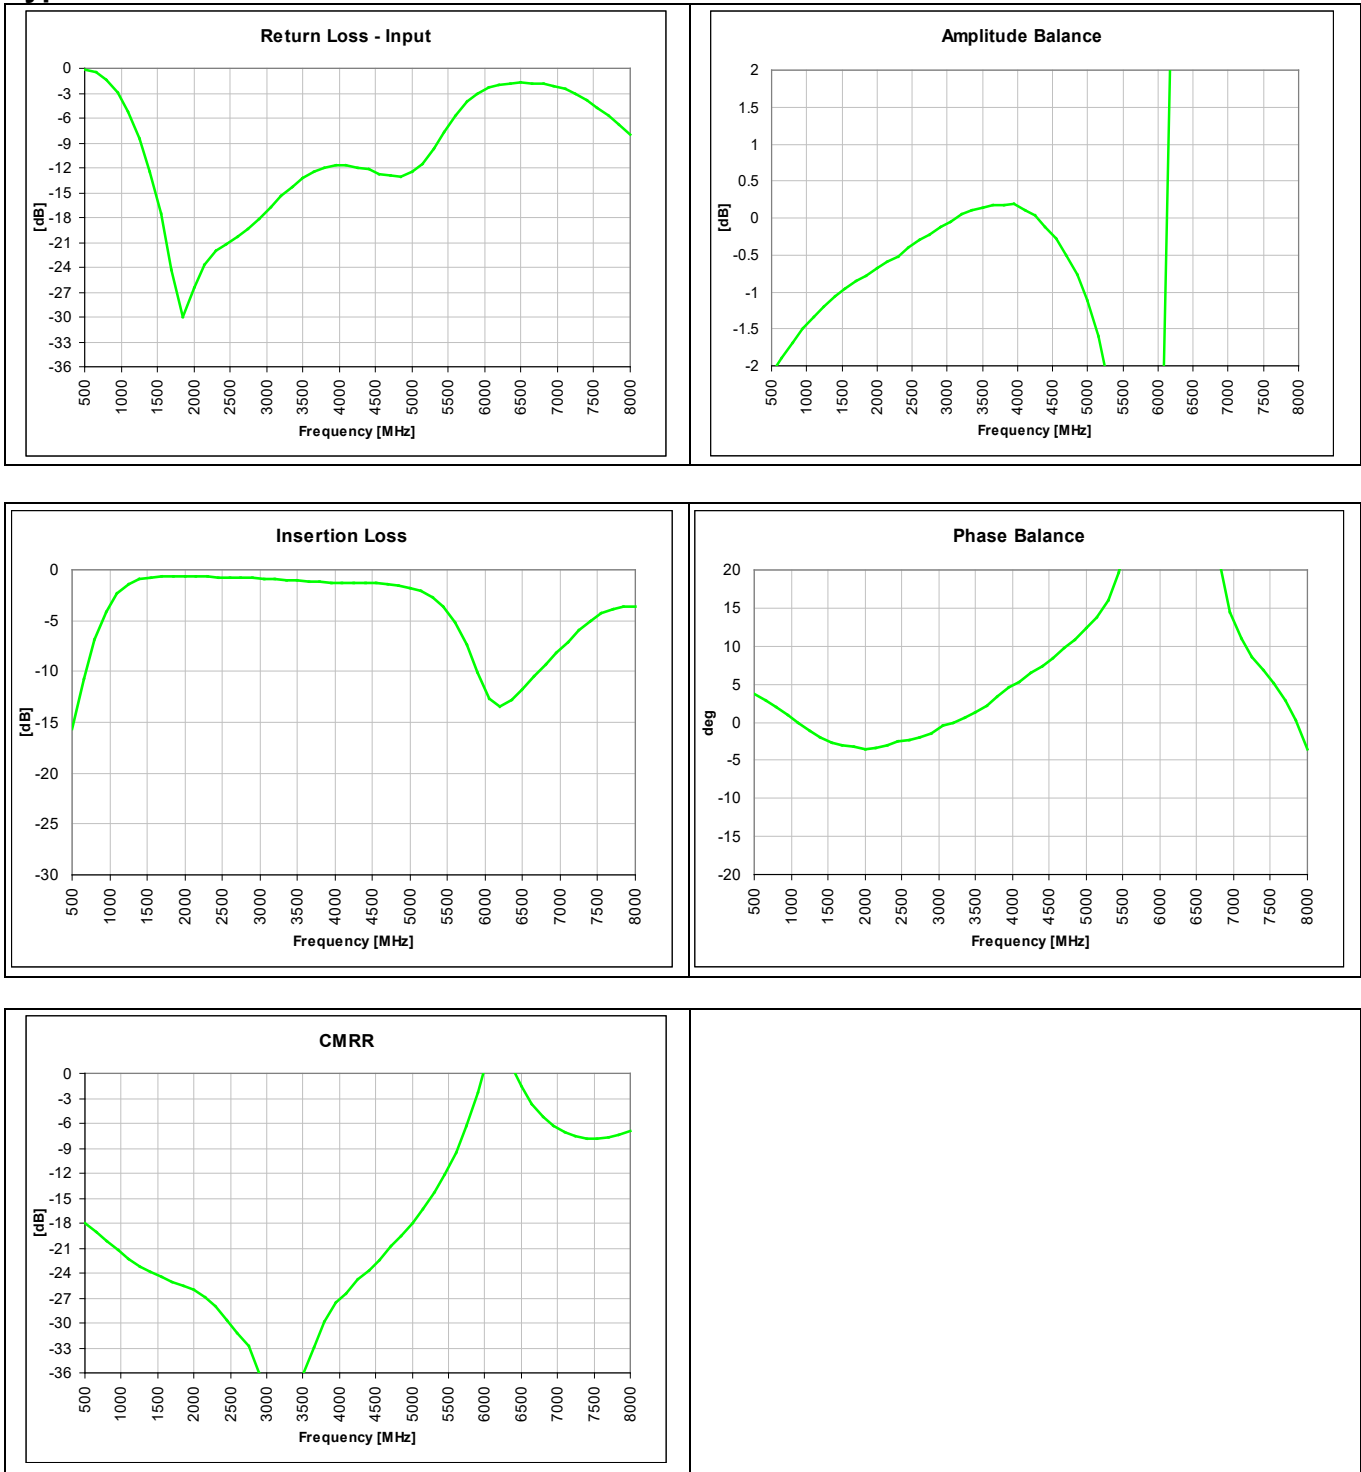 Return Loss - Input
0
-3
-6
-9
-12
-15
-18
-21
-24
-27
-30
-33
-36
[dB]
500 1000 1500 2000 2500 3000 3500 4000 4500 5000 5500 6000 6500 7000 7500 8000
Frequency [MHz]
Amplitude Balance
2
1.5
1
0.5
0
-0.5
-1
-1.5
-2
[dB]
500 1000 1500 2000 2500 3000 3500 4000 4500 5000 5500 6000 6500 7000 7500 8000
Frequency [MHz]
Insertion Loss
0
-5
-10
-15
-20
-25
-30
[dB]
500 1000 1500 2000 2500 3000 3500 4000 4500 5000 5500 6000 6500 7000 7500 8000
Frequency [MHz]
Phase Balance
20
15
10
5
0
-5
-10
-15
-20
deg
500 1000 1500 2000 2500 3000 3500 4000 4500 5000 5500 6000 6500 7000 7500 8000
Frequency [MHz]
CMRR
0
-3
-6
-9
-12
-15
-18
-21
-24
-27
-30
-33
-36
[dB]
500 1000 1500 2000 2500 3000 3500 4000 4500 5000 5500 6000 6500 7000 7500 8000
Frequency [MHz]